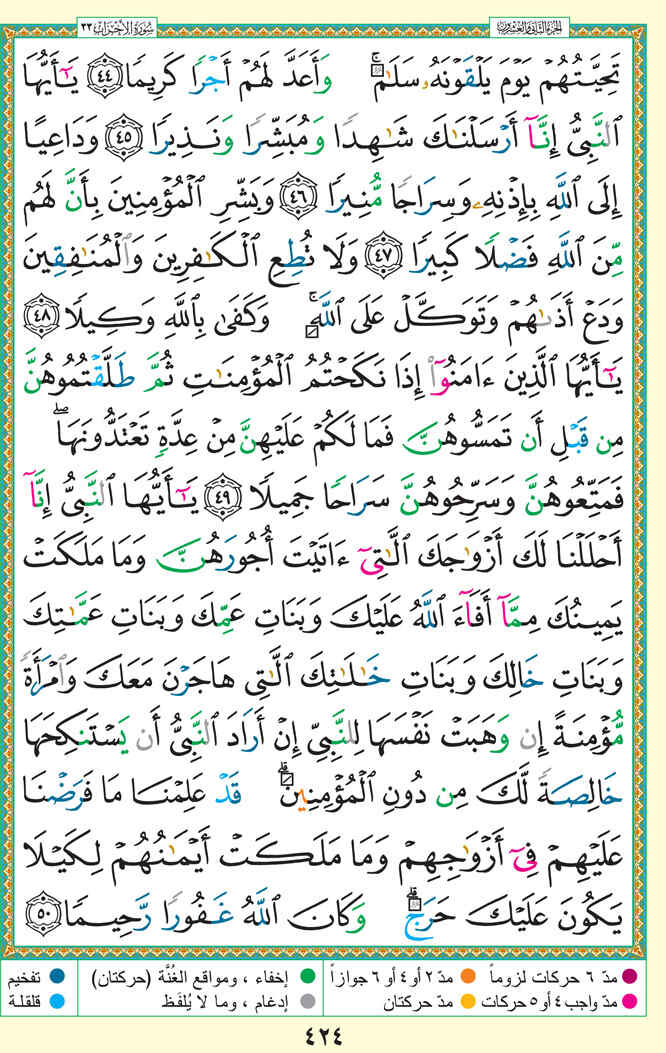 الجزء الثاني والعشرون
سورة الأحزاب ٣٣
تَحِيَّتُهُمْ يَوْمَ يَلْقَوْنَهُۥ سَلَٰمٌۚ وَأَعَدَّ لَهُمْ أَجْرًا كَرِيمًا ٤٤ يَٰٓأَيُّهَا
ٱلنَّبِىُّ إِنَّآ أَرْسَلْنَٰكَ شَٰهِدًا وَمُبَشِّرًا وَنَذِيرًا ٤٥ وَدَاعِيًا
إِلَى ٱللَّهِ بِإِذْنِهِۦ وَسِرَاجًا مُّنِيرًا ٤٦ وَبَشِّرِ ٱلْمُؤْمِنِينَ بِأَنَّ لَهُم
مِّنَ ٱللَّهِ فَضْلًا كَبِيرًا ٤٧ وَلَا تُطِعِ ٱلْكَٰفِرِينَ وَٱلْمُنَٰفِقِينَ
وَدَعْ أَذَىٰهُمْ وَتَوَكَّلْ عَلَى ٱللَّهِۚ وَكَفَىٰ بِٱللَّهِ وَكِيلًا ٤٨
يَٰٓأَيُّهَا ٱلَّذِينَ ءَامَنُوٓا۟ إِذَا نَكَحْتُمُ ٱلْمُؤْمِنَٰتِ ثُمَّ طَلَّقْتُمُوهُنَّ
مِن قَبْلِ أَن تَمَسُّوهُنَّ فَمَا لَكُمْ عَلَيْهِنَّ مِنْ عِدَّةٍ تَعْتَدُّونَهَاۖ
فَمَتِّعُوهُنَّ وَسَرِّحُوهُنَّ سَرَاحًا جَمِيلًا ٤٩ يَٰٓأَيُّهَا ٱلنَّبِىُّ إِنَّآ
أَحْلَلْنَا لَكَ أَزْوَٰجَكَ ٱلَّٰتِىٓ ءَاتَيْتَ أُجُورَهُنَّ وَمَا مَلَكَتْ
يَمِينُكَ مِمَّآ أَفَآءَ ٱللَّهُ عَلَيْكَ وَبَنَاتِ عَمِّكَ وَبَنَاتِ عَمَّٰتِكَ
وَبَنَاتِ خَالِكَ وَبَنَاتِ خَٰلَٰتِكَ ٱلَّٰتِى هَاجَرْنَ مَعَكَ وَٱمْرَأَةً
مُّؤْمِنَةً إِن وَهَبَتْ نَفْسَهَا لِلنَّبِىِّ إِنْ أَرَادَ ٱلنَّبِىُّ أَن يَسْتَنكِحَهَا
خَالِصَةً لَّكَ مِن دُونِ ٱلْمُؤْمِنِينَۗ قَدْ عَلِمْنَا مَا فَرَضْنَا
عَلَيْهِمْ فِىٓ أَزْوَٰجِهِمْ وَمَا مَلَكَتْ أَيْمَٰنُهُمْ لِكَيْلَا
يَكُونَ عَلَيْكَ حَرَجٌۗ وَكَانَ ٱللَّهُ غَفُورًا رَّحِيمًا ٥٠
مدّ ٦ حركات لزوماً مدّ ٢ أو ٤ أو ٦ جوازاً إخفاء ، ومواقع الغُنَّة (حركتان) تفخيم
مدّ واجب ٤ أو ٥ حركات مدّ حركتان إدغام ، وما لا يُلفَظ قلقلة
٤٢٤